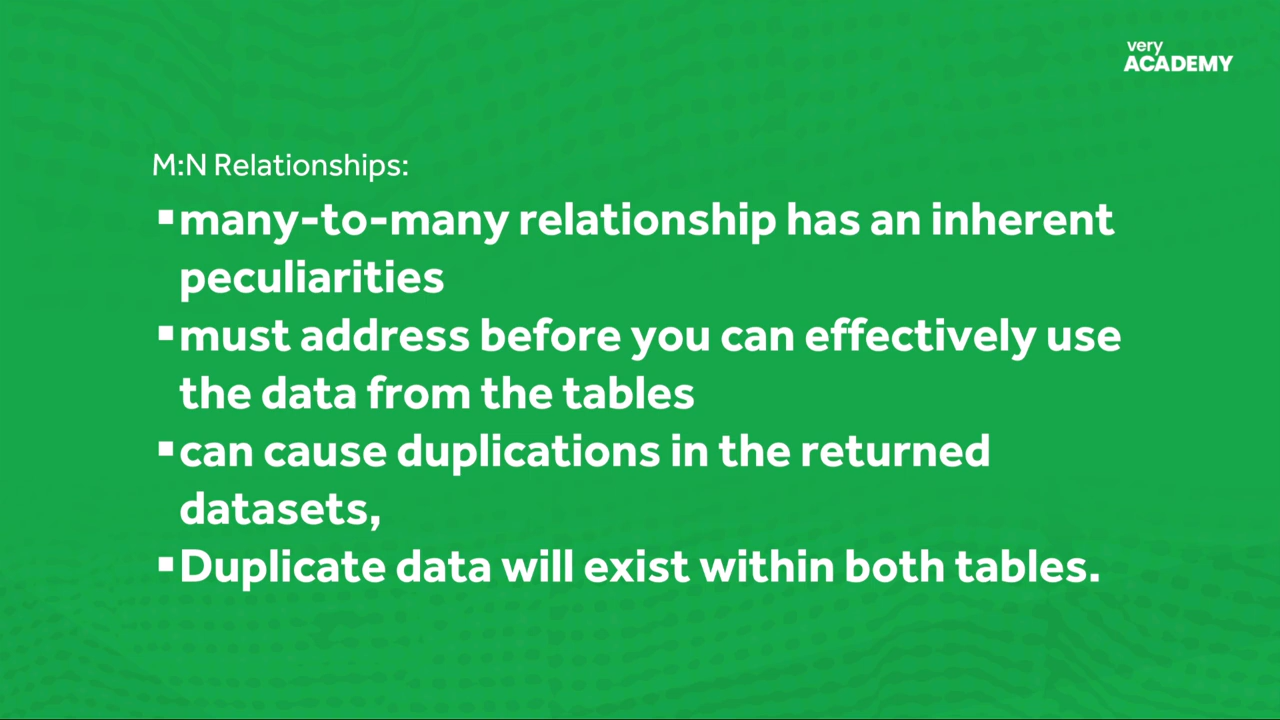 very
ACADEMY
M:N Relationships:
▪many-to-many relationship has an inherent
peculiarities
▪must address before you can effectively use
the data from the tables
▪can cause duplications in the returned
datasets,
▪Duplicate data will exist within both tables.